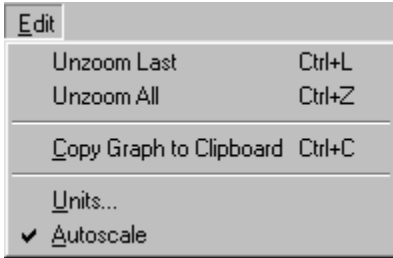 Edit
Unzoom Last Ctrl+L
Unzoom All Ctrl+Z
Copy Graph to Clipboard Ctrl+C
Units...
Autoscale